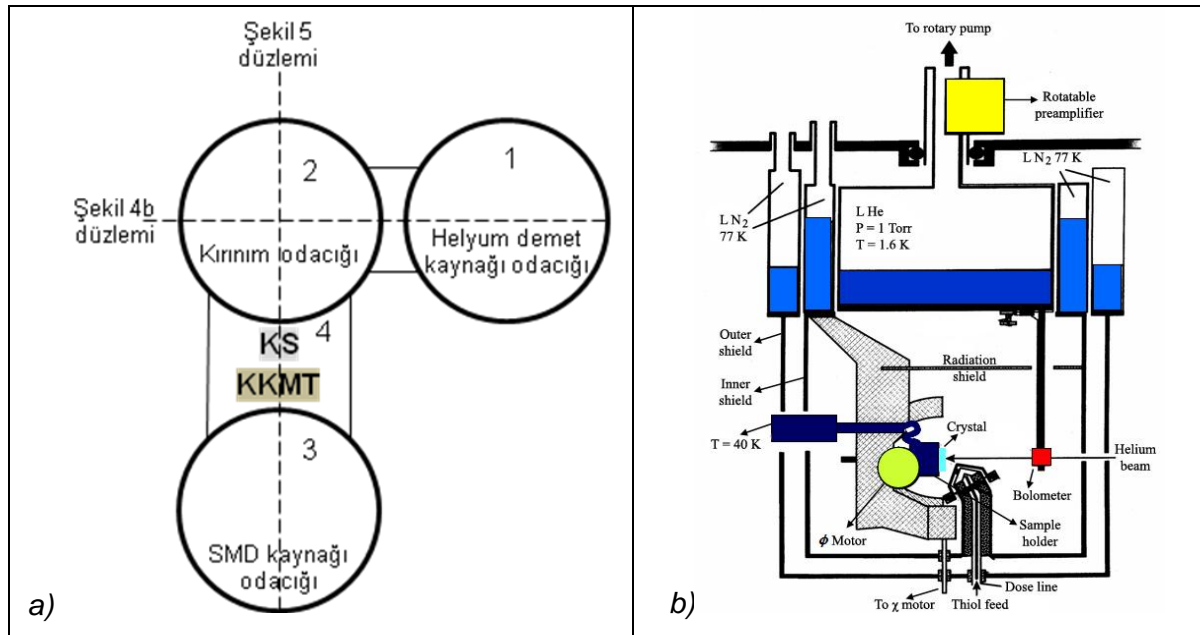 Şekil 5
düzlemi
1
2
Şekil 4b
düzlemi
Kırınım odacığı
Helyum demet
kaynağı odacığı
4
KS
KKMT
3
SMD kaynağı
odacığı
a)
To rotary pump
Rotatable
preamplifier
L N2 77 K
L N2
77 K
L He
P = 1 Torr
T = 1.6 K
Outer
shield
Radiation
shield
Inner
shield
Crystal
T = 40 K
Helium
beam
Bolometer
Sample
holder
ϕ Motor
Dose line
To χ motor
Thiol feed
b)